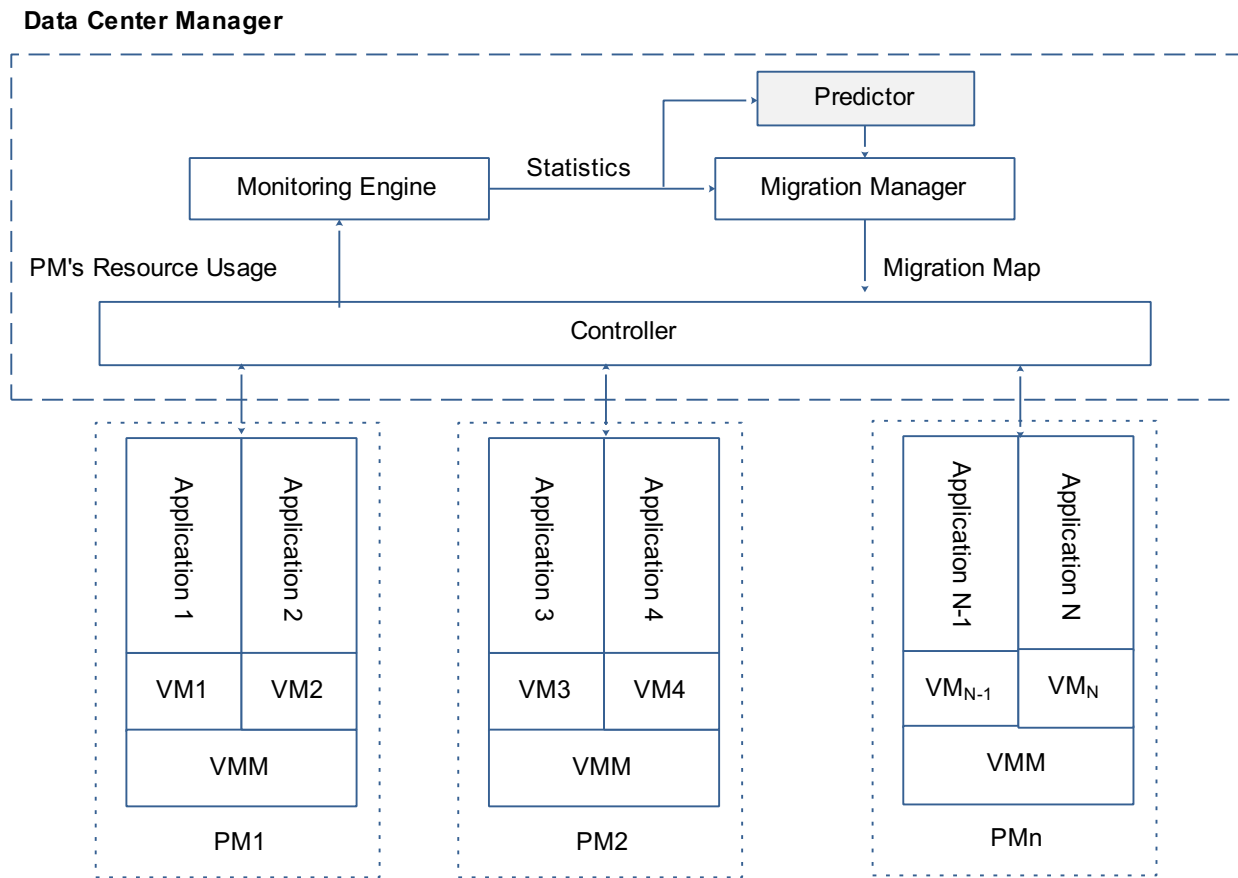 Data Center Manager
Predictor
Statistics
Monitoring Engine
Migration Manager
PM's Resource Usage
Migration Map
Controller
Application 1
Application 2
Application 3
Application 4
Application N-1
Application N
VM1
VM2
VM3
VM4
VMN-1
VMN
VMM
VMM
VMM
PM1
PM2
PMn